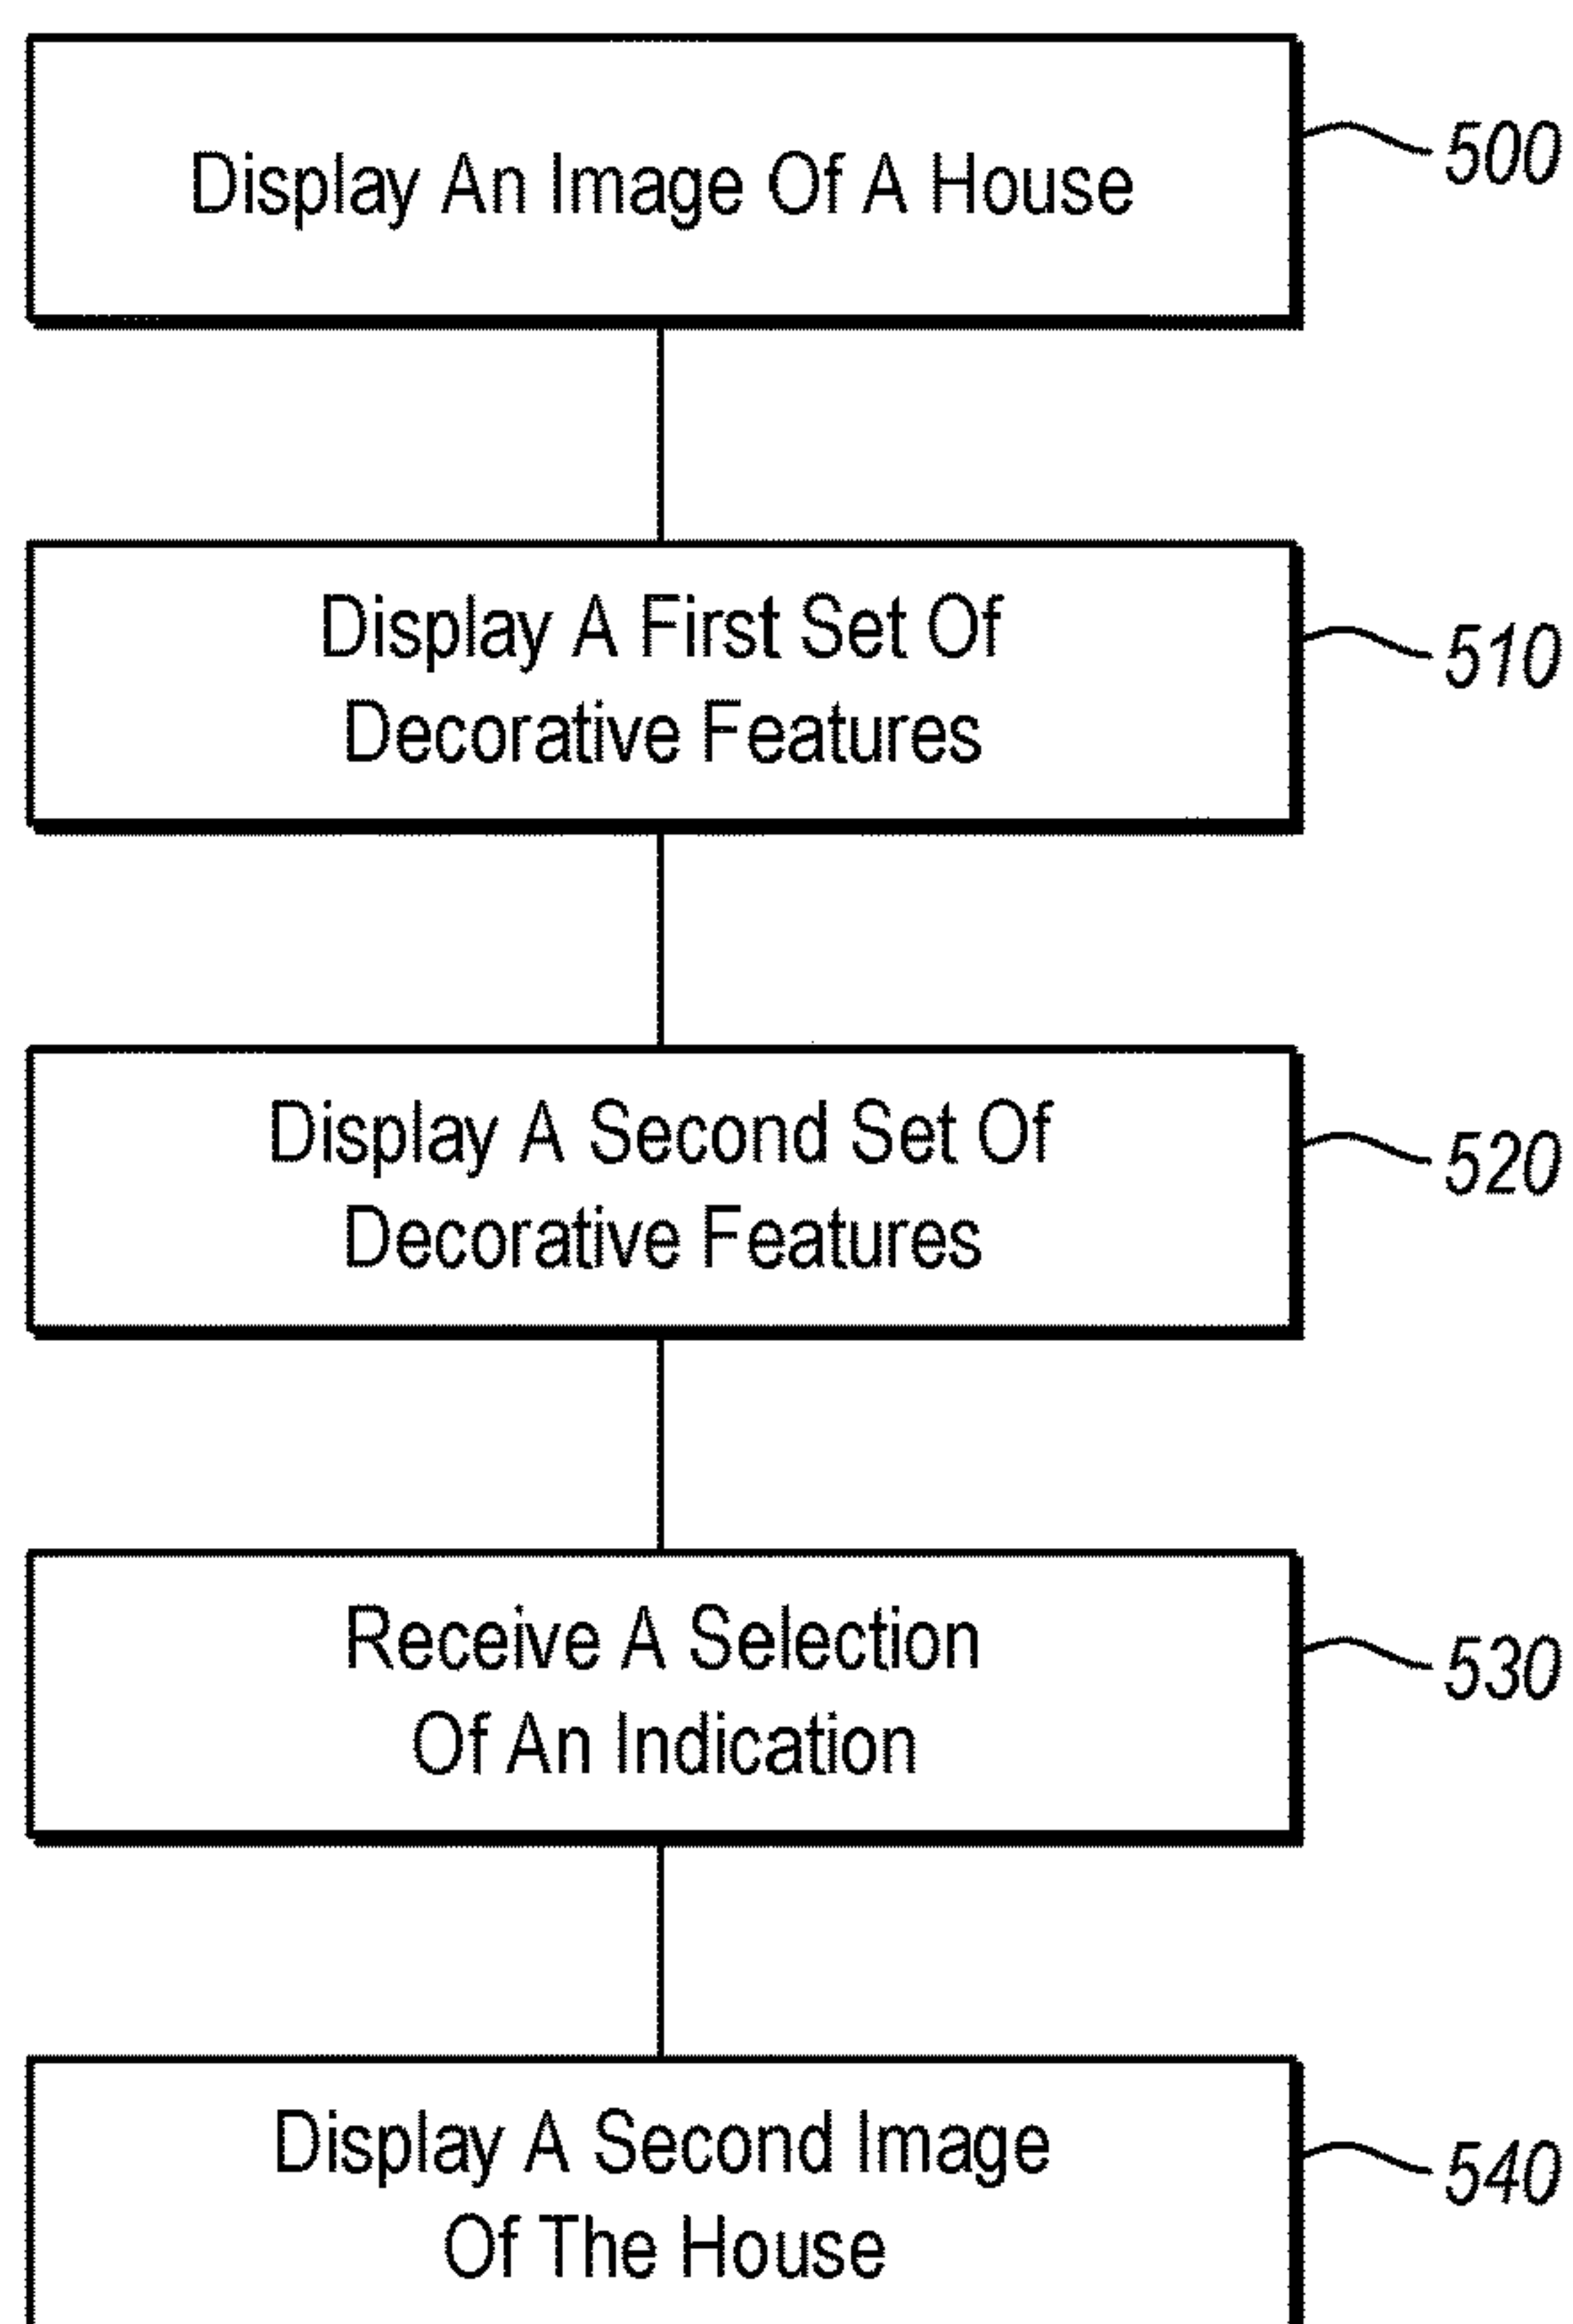 Display An Image Of A House
500
Display A First Set Of
Decorative Features
510
Display A Second Set Of
Decorative Features
520
Receive A Selection
Of An Indication
530
Display A Second Image
Of The House
540